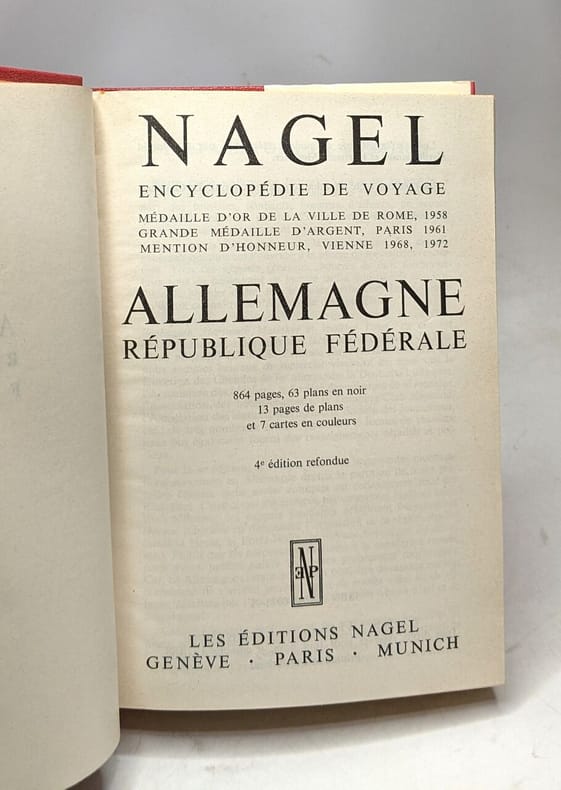 NAGEL
ENCYCLOPÉDIE DE VOYAGE
MÉDAILLE D'OR DE LA VILLE DE ROME, 1958
GRANDE MÉDAILLE D'ARGENT, PARIS 1961
MENTION D'HONNEUR, VIENNE 1968, 1972
ALLEMAGNE
RÉPUBLIQUE FÉDÉRALE
864 pages, 63 plans en noir
13 pages de plans
et 7 cartes en couleurs
4e édition refondue
LES ÉDITIONS NAGEL
GENÈVE · PARIS · MUNICH